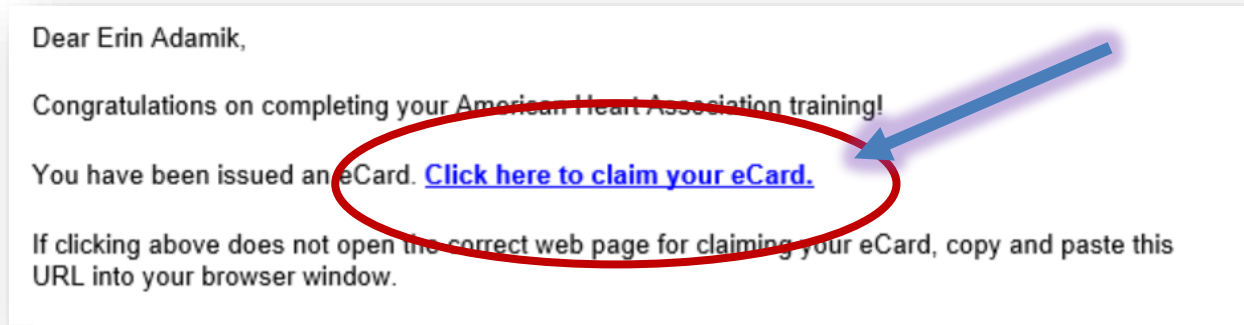 Dear Erin Adamik,
Congratulations on completing your American Heart Association training!
You have been issued an eCard. Click here to claim your eCard.
If clicking above does not open the correct web page for claiming your eCard, copy and paste this
URL into your browser window.